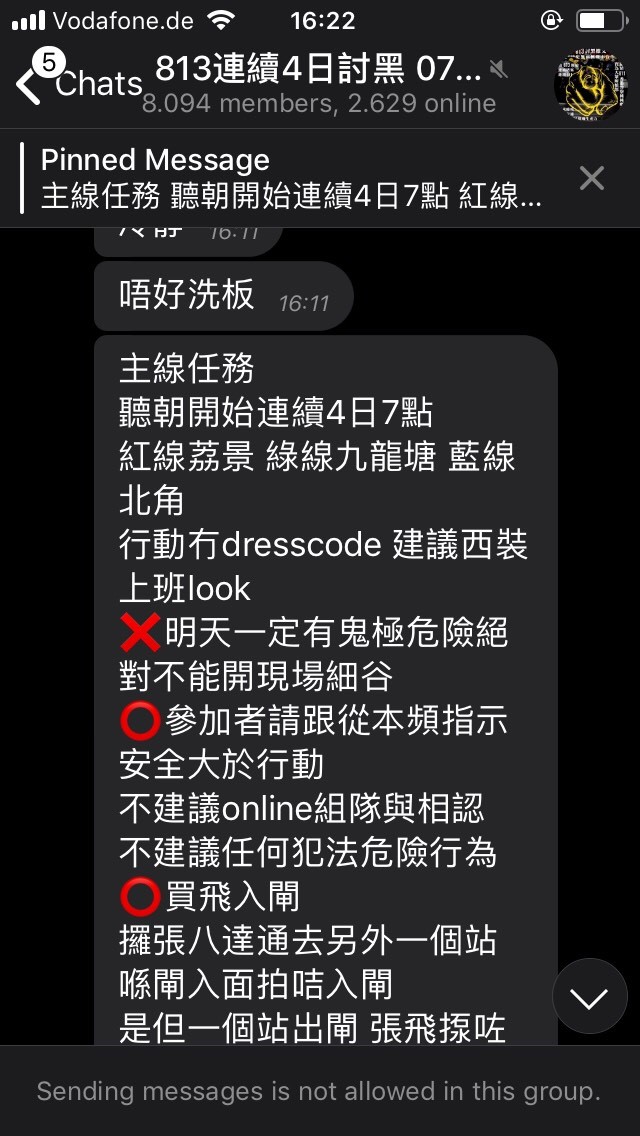 Vodafone.de 16:22
5
Chats
813連續4日討黑 07...
8.094 members, 2.629 online
Pinned Message
主線任務 聽朝開始連續4日7點 紅線...
冷靜 16:11
唔好洗板 16:11
主線任務
聽朝開始連續4日7點
紅線荔景 綠線九龍塘 藍線
北角
行動冇dresscode 建議西裝
上班look
❌明天一定有鬼極危險絕
對不能開現場細谷
⭕參加者請跟從本頻指示
安全大於行動
不建議online組隊與相認
不建議任何犯法危險行為
⭕買飛入閘
攞張八達通去另外一個站
喺閘入面拍咭入閘
是但一個站出閘 張飛揼咗
Sending messages is not allowed in this group.